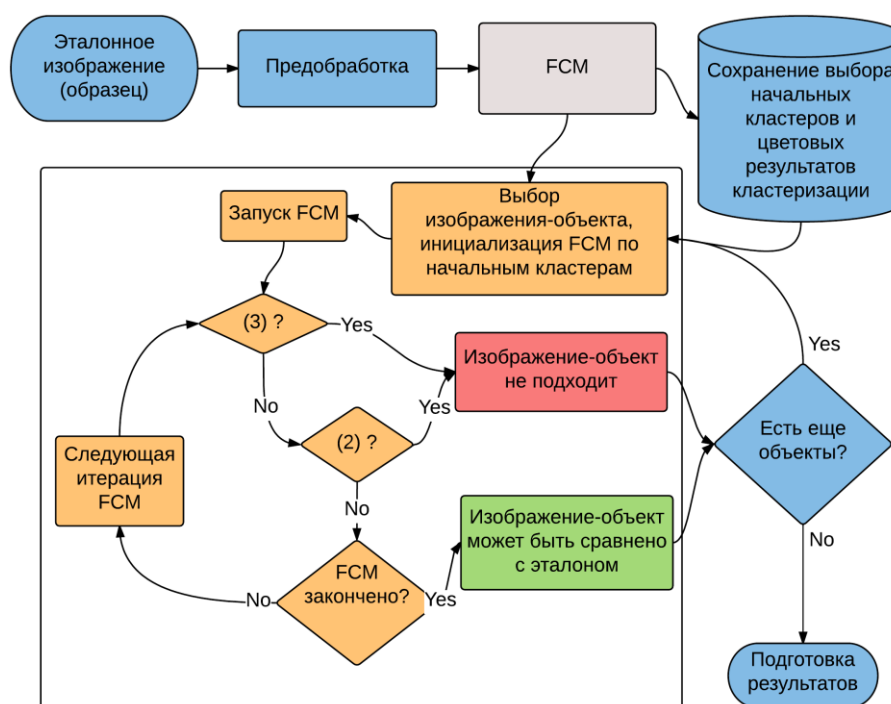 Эталонное
изображение
(образец)
Предобработка
FCM
Сохранение выбора
начальных
кластеров и
цветовых
результатов
кластеризации
Выбор
изображения-объекта,
инициализация FCM по
начальным кластерам
Запуск FCM
(3) ?
Yes
No
Изображение-объект
не подходит
Yes
(2) ?
No
Следующая
итерация
FCM
FCM
закончено?
No
Yes
Изображение-объект
может быть сравнено
с эталоном
Yes
Есть еще
объекты?
No
Подготовка
результатов